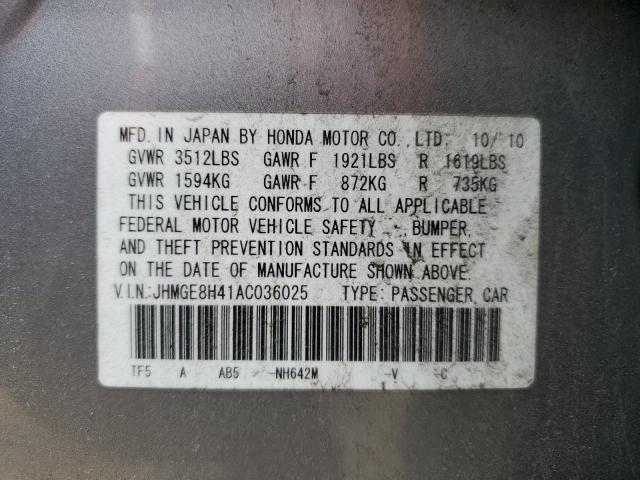 MFD. IN JAPAN BY HONDA MOTOR CO., LTD. 10/10
GVWR 3512LBS GAWR F 1921LBS R 1619LBS
GVWR 1594KG GAWR F 872KG R 735KG
THIS VEHICLE CONFORMS TO ALL APPLICABLE
FEDERAL MOTOR VEHICLE SAFETY , BUMPER,
AND THEFT PREVENTION STANDARDS IN EFFECT
ON THE DATE OF MANUFACTURE SHOWN ABOVE.
V.I.N.:JHMGE8H41AC036025 TYPE: PASSENGER CAR
TF5 A AB5 -NH642M -V -C